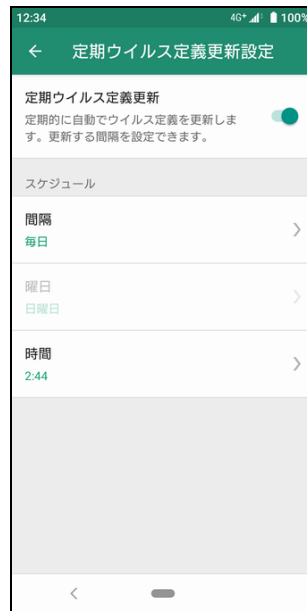 12:34
4G+ 100%
定期ウイルス定義更新設定
定期ウイルス定義更新
定期的に自動でウイルス定義を更新しま
す。更新する間隔を設定できます。
スケジュール
間隔
毎日
曜日
日曜日
時間
2:44